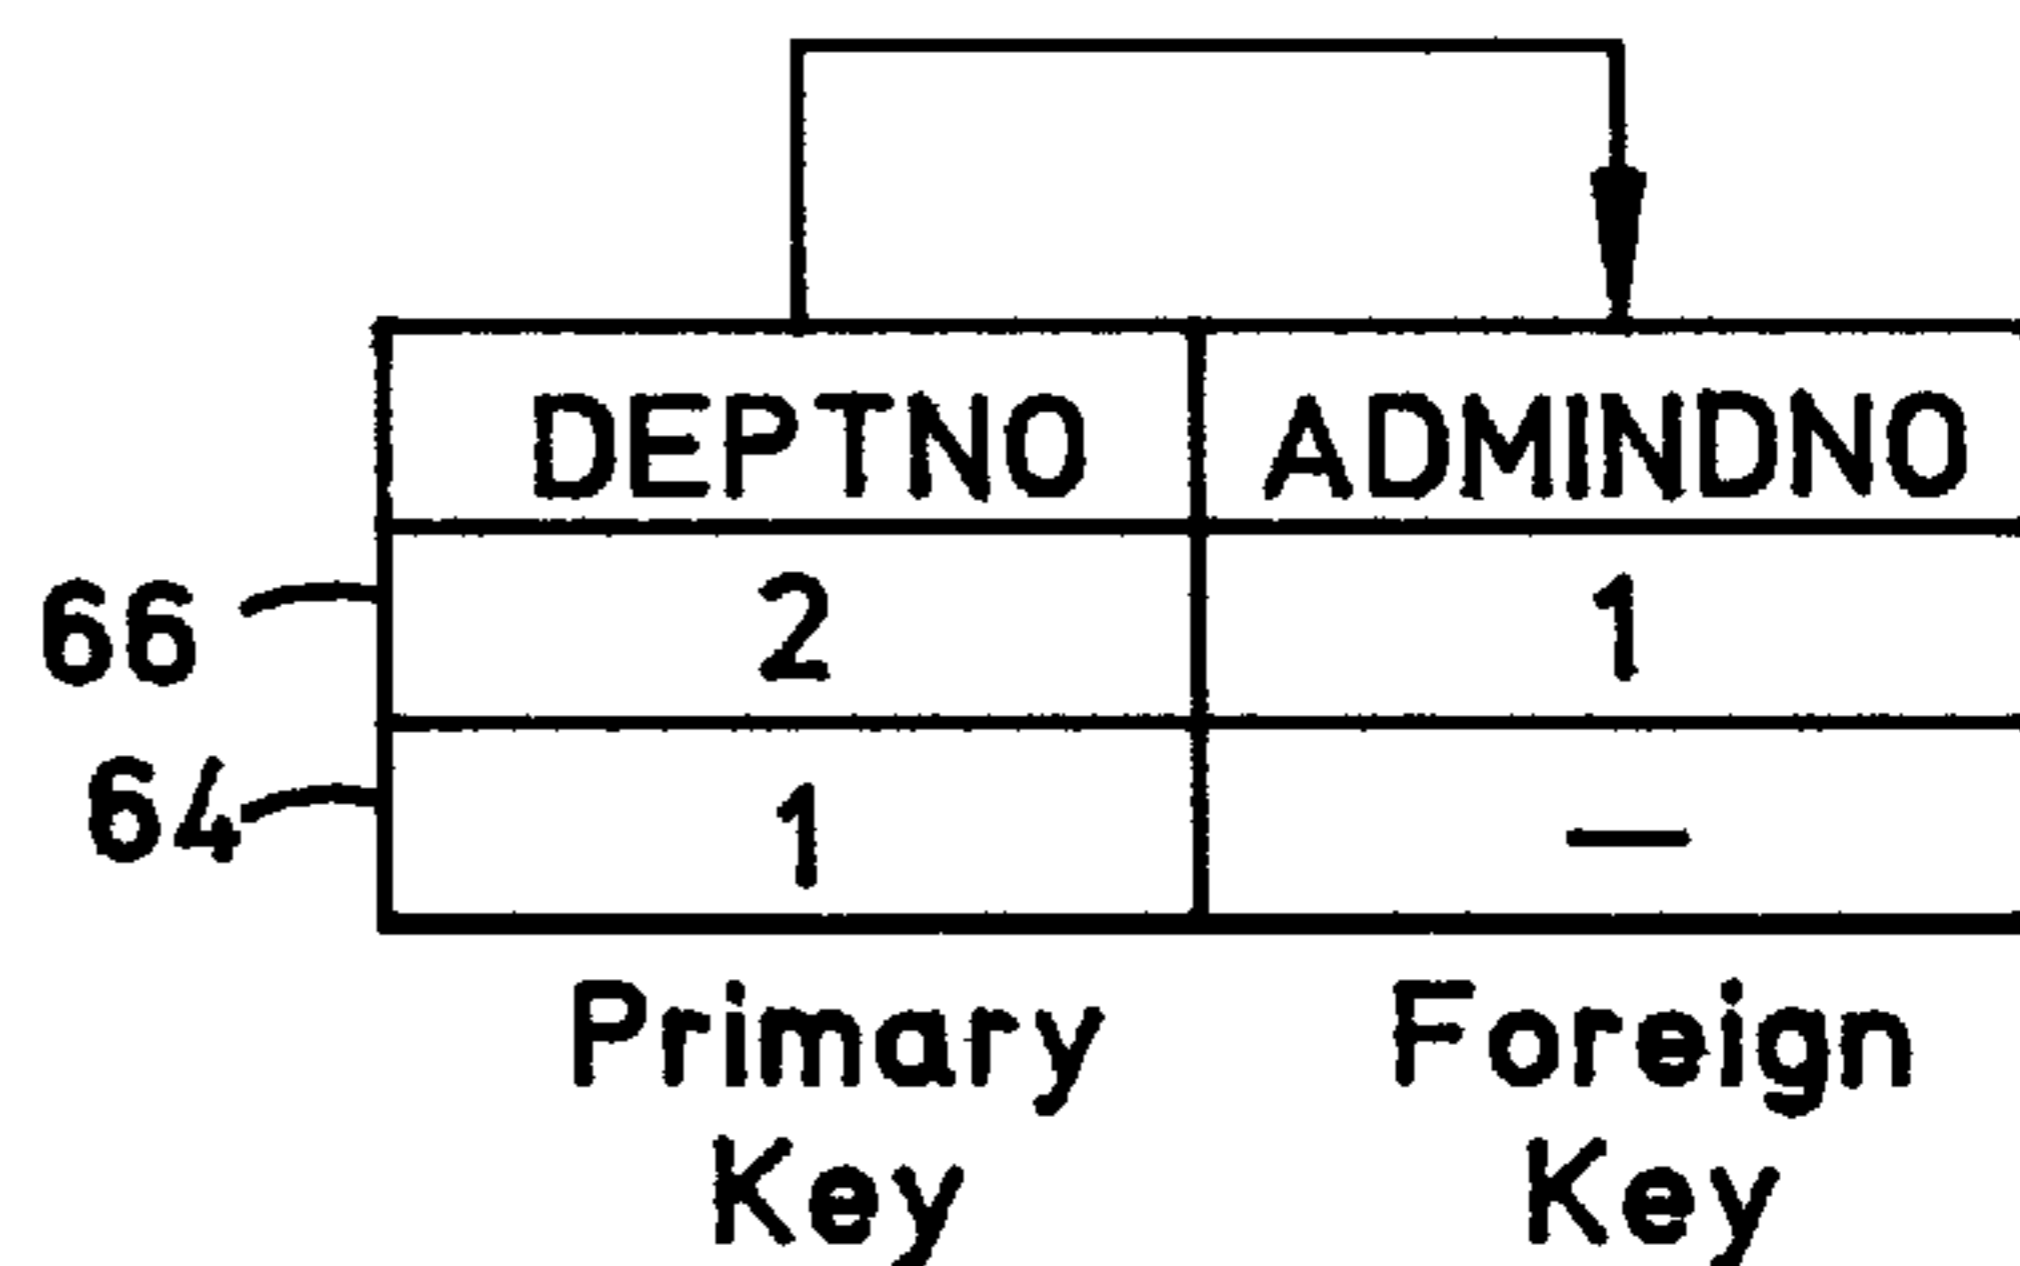 DEPTNO ADMINDNO
66 2 1
64 1 —
Primary Foreign
Key Key